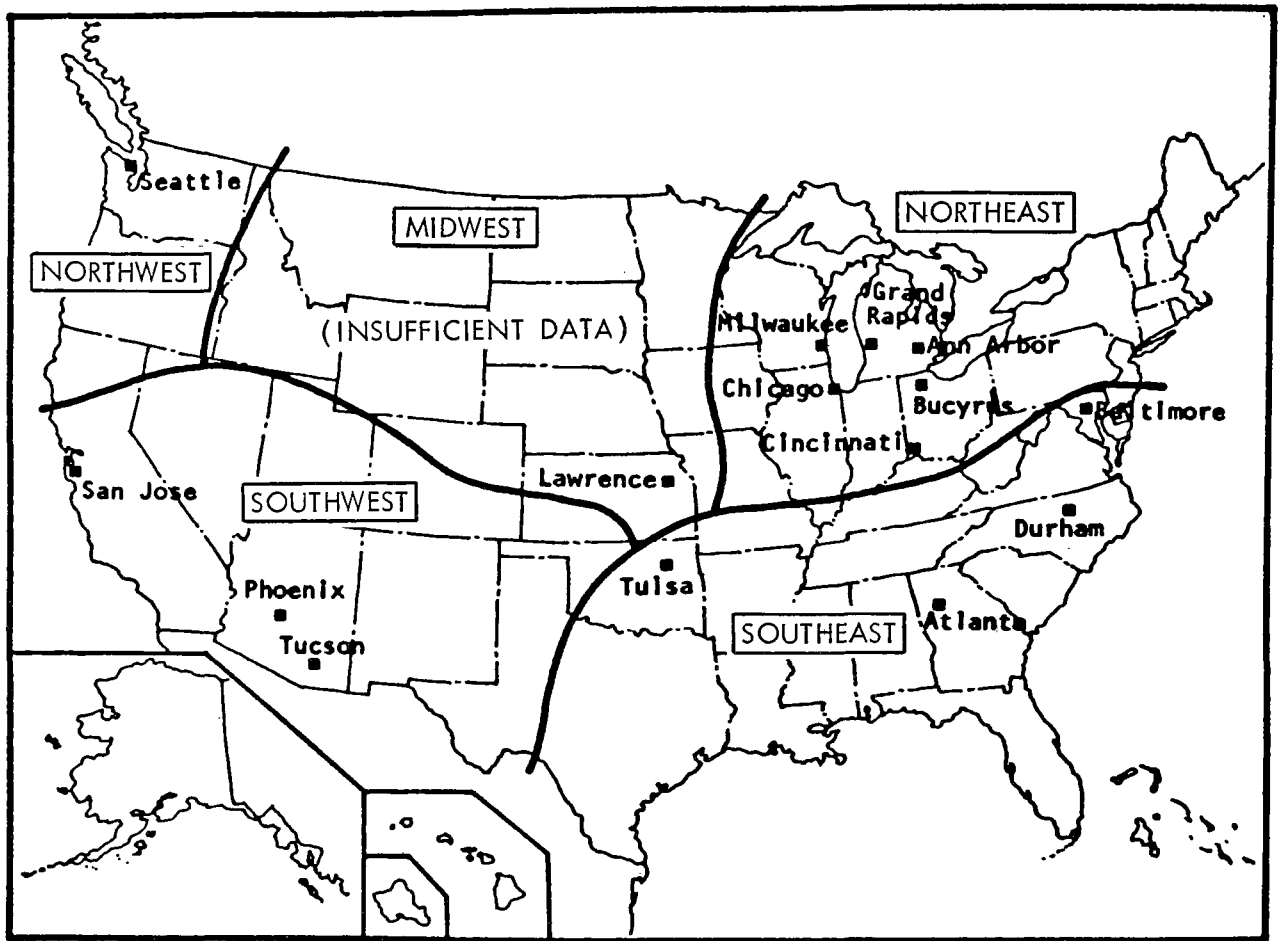 Seattle
MIDWEST
NORTHEAST
NORTHWEST
(INSUFFICIENT DATA)
Grand
Rapids
Milwaukee
Ann Arbor
Chicago
Bucyrus
Baltimore
Cincinnati
Lawrence
San Jose
SOUTHWEST
Durham
Phoenix
Tulsa
Atlanta
SOUTHEAST
Tucson